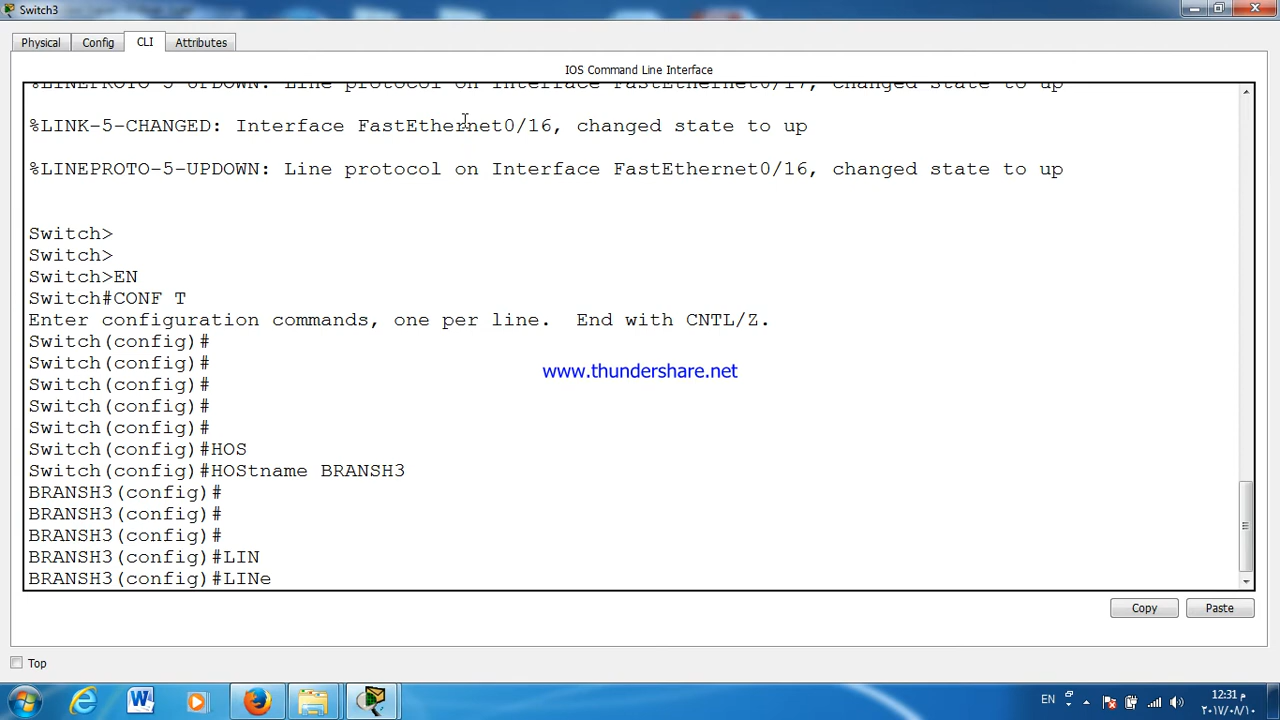 Switch3
Physical Config CLI Attributes
IOS Command Line Interface
%LINEPROTO-5-UPDOWN: Line protocol on Interface FastEthernet0/17, changed state to up
%LINK-5-CHANGED: Interface FastEthernet0/16, changed state to up
%LINEPROTO-5-UPDOWN: Line protocol on Interface FastEthernet0/16, changed state to up
Switch>
Switch>
Switch>EN
Switch#CONF T
Enter configuration commands, one per line.  End with CNTL/Z.
Switch(config)#
Switch(config)#
www.thundershare.net
Switch(config)#
Switch(config)#
Switch(config)#
Switch(config)#HOS
Switch(config)#HOStname BRANSH3
BRANSH3(config)#
BRANSH3(config)#
BRANSH3(config)#
BRANSH3(config)#LIN
BRANSH3(config)#LINe
Copy Paste
Top
EN
12:31 م
٢٠١٧/٠٨/١٠